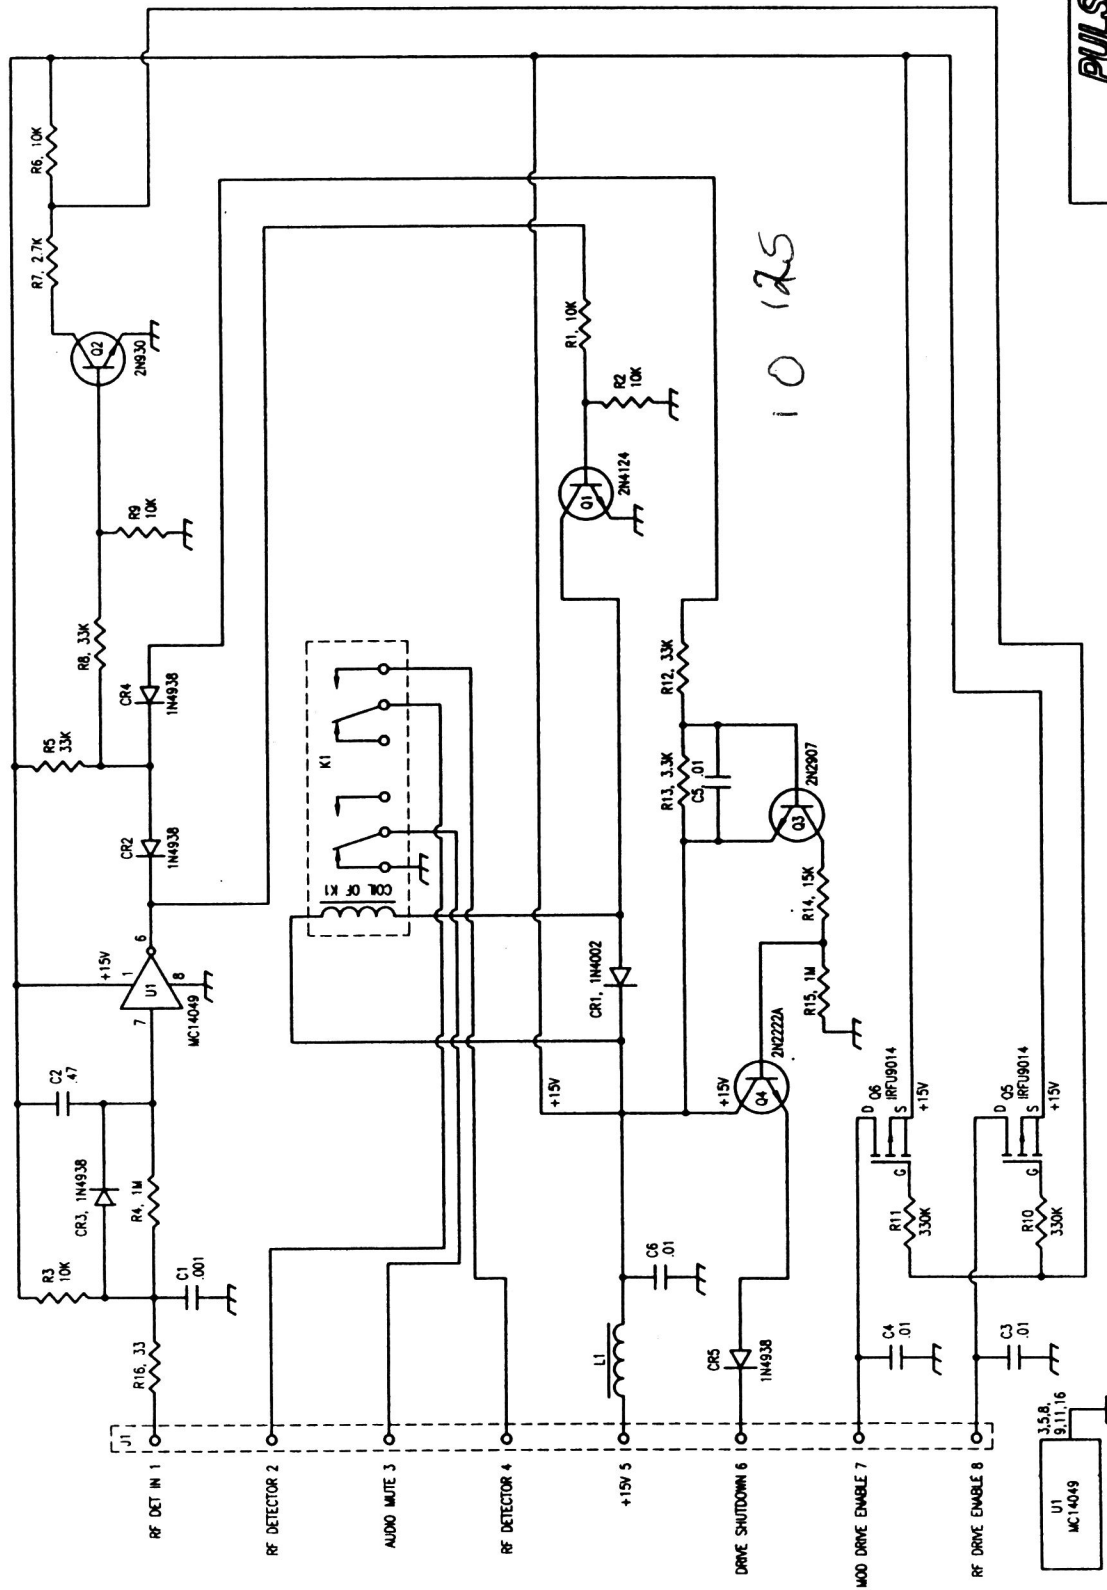 J1
RF DET IN 1
RF DETECTOR 2
AUDIO MUTE 3
RF DETECTOR 4
+15V 5
DRIVE SHUTDOWN 6
MOD DRIVE ENABLE 7
RF DRIVE ENABLE 8
R16, 33
R3
10K
C1
.001
CR3, 1N4938
R4, 1M
C2
.47
+15V
1
7
U1
6
8
MC14049
CR2
1N4938
R5
33K
CR4
1N4938
R8, 33K
R9
10K
Q2
2N930
R7, 2.7K
R6, 10K
COIL OF K1
K1
L1
C6
.01
+15V
CR1, 1N4002
Q1
2N4124
R1, 10K
R2
10K
CR5
1N4938
+15V
Q4
2N2222A
R15, 1M
R14, 15K
Q3
2N2907
R13, 3.3K
C5, .01
R12, 33K
10 125
C4
.01
R11
330K
D
Q6
IRFU9014
S
G
+15V
C3
.01
R10
330K
D
Q5
IRFU9014
S
G
+15V
U1
MC14049
3,5,8,
9,11,16
PULS